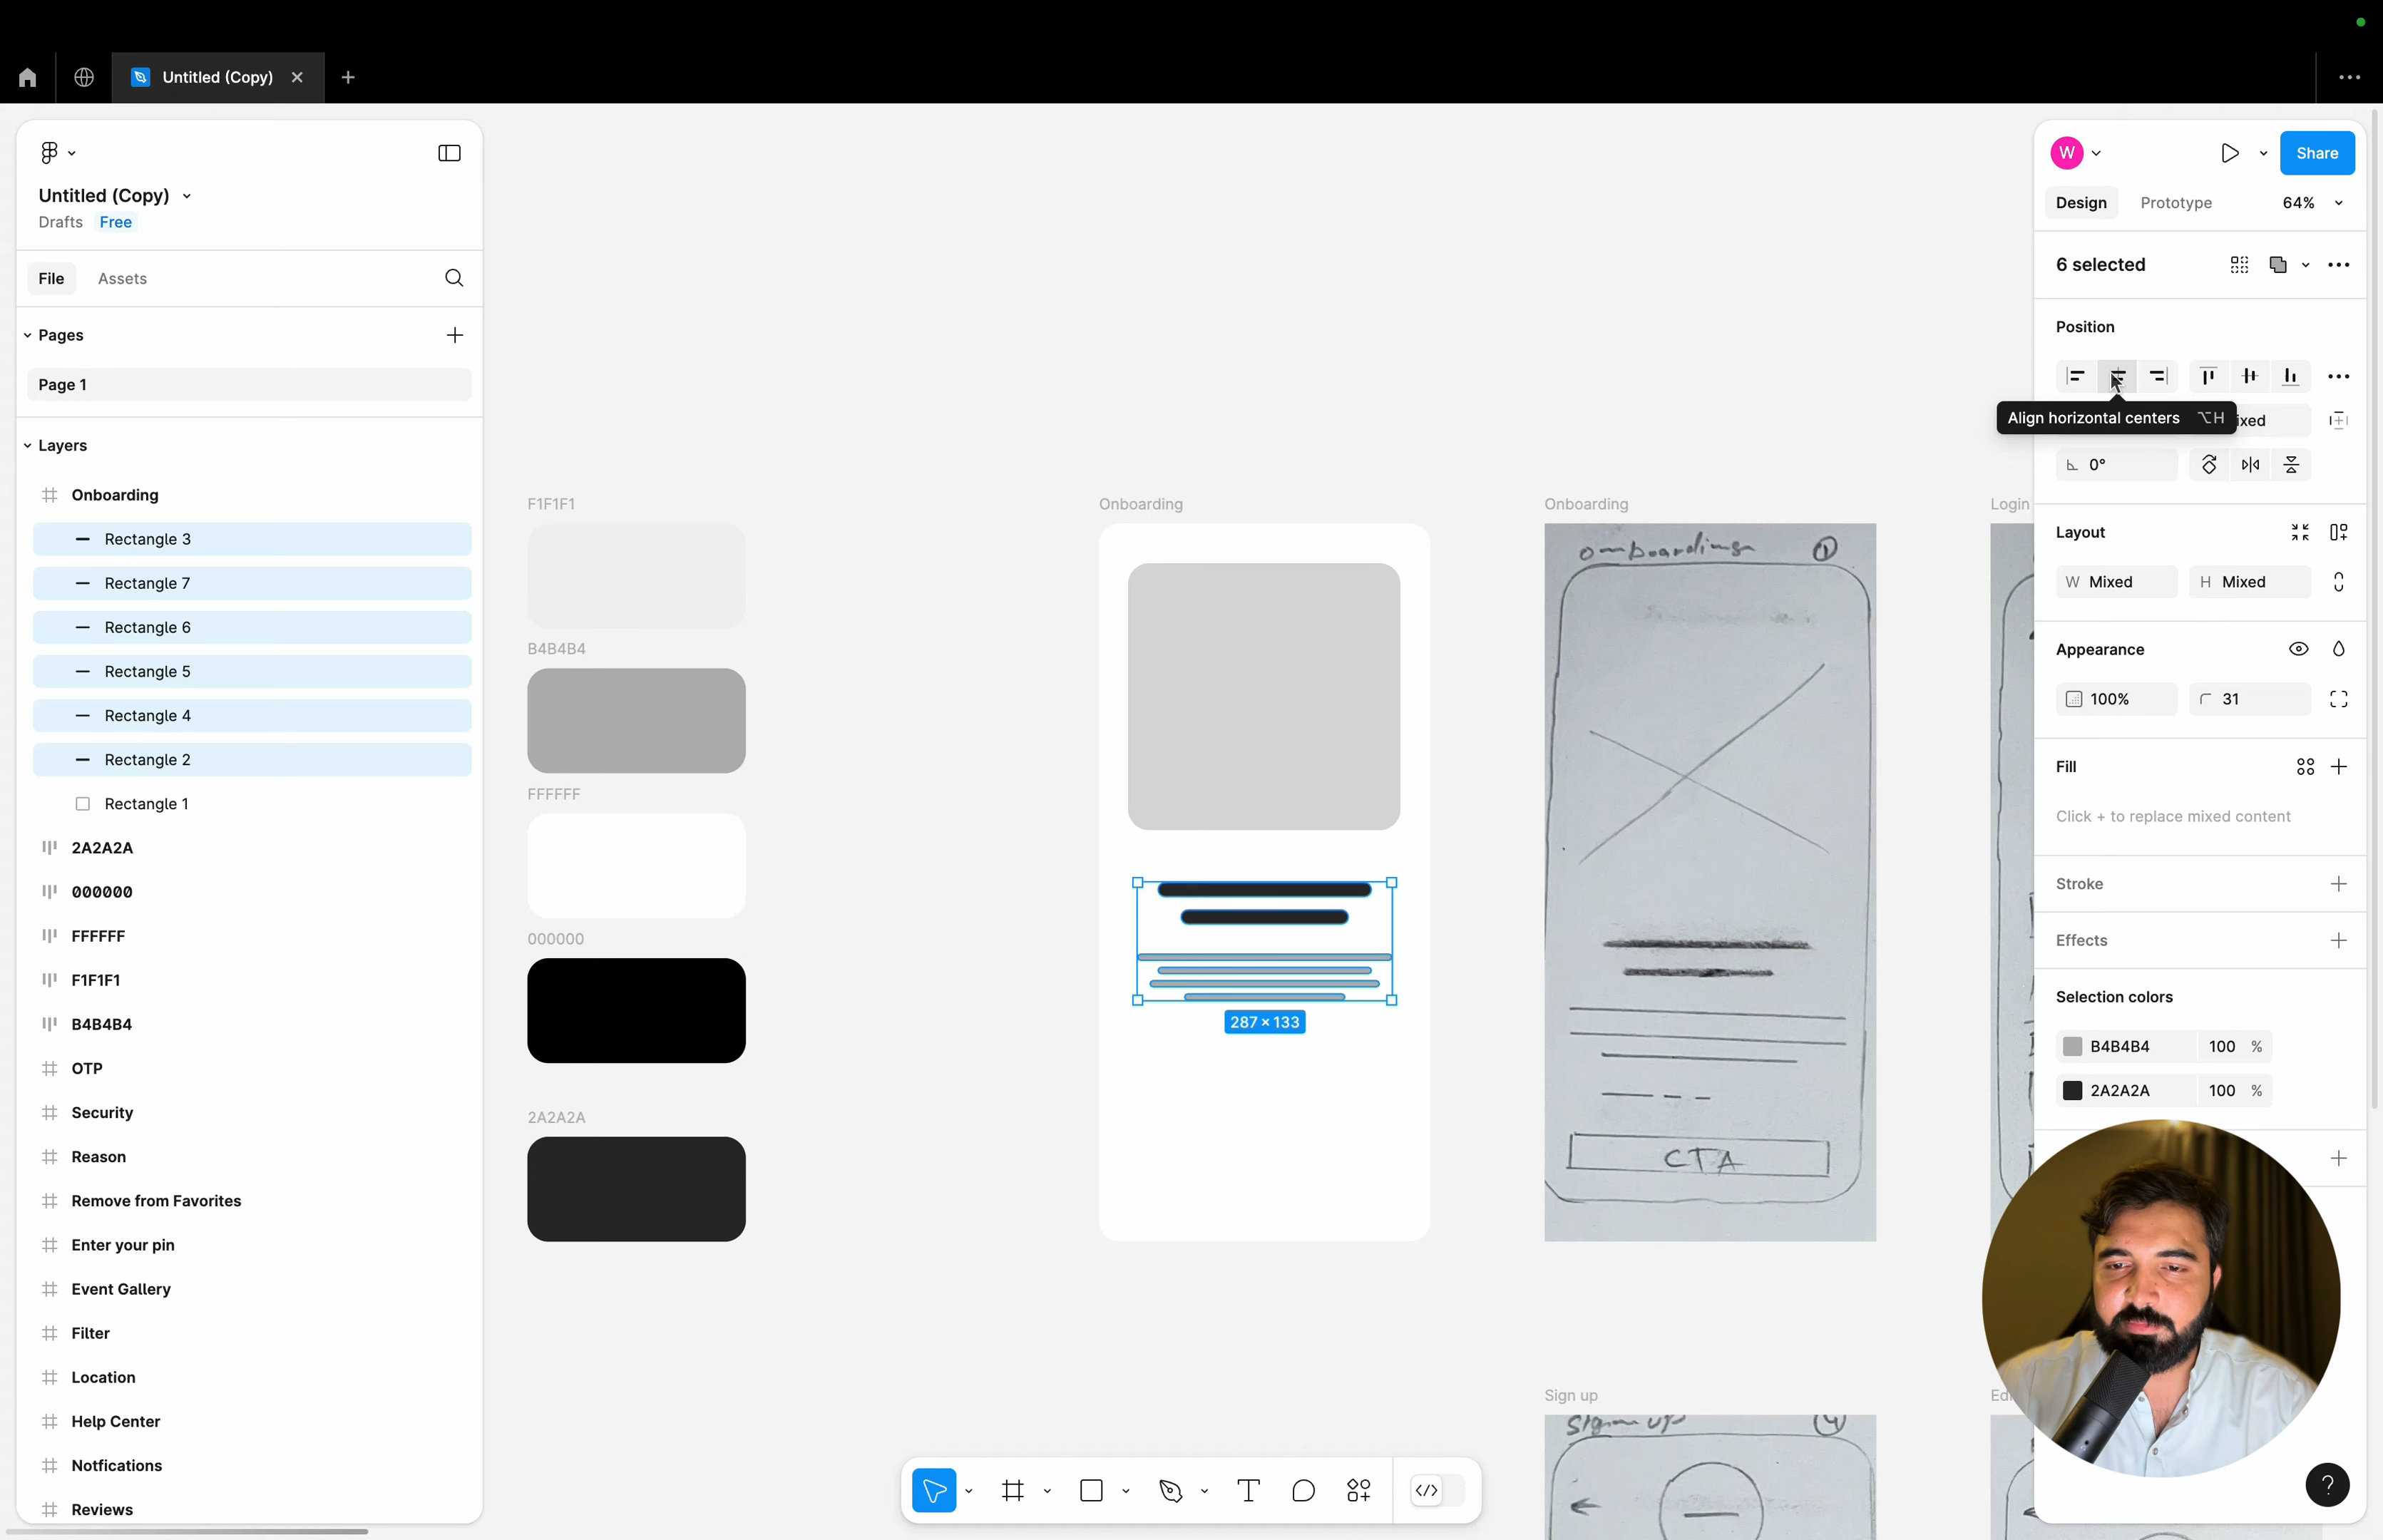 Untitled (Copy)
Untitled (Copy)
Drafts Free
File Assets
Pages
Page 1
Layers
Onboarding
Rectangle 3
Rectangle 7
Rectangle 6
Rectangle 5
Rectangle 4
Rectangle 2
Rectangle 1
2A2A2A
000000
FFFFFF
F1F1F1
B4B4B4
OTP
Security
Reason
Remove from Favorites
Enter your pin
Event Gallery
Filter
Location
Help Center
Notfications
Reviews
F1F1F1
B4B4B4
FFFFFF
000000
2A2A2A
Onboarding
287 × 133
Onboarding
onboarding 1
CTA
Login
Sign up
Sign up 4
W
Share
Design Prototype 64%
6 selected
Position
Align horizontal centers ⌥H
0°
Layout
W Mixed H Mixed
Appearance
100% 31
Fill
Click + to replace mixed content
Stroke
Effects
Selection colors
B4B4B4 100 %
2A2A2A 100 %
?